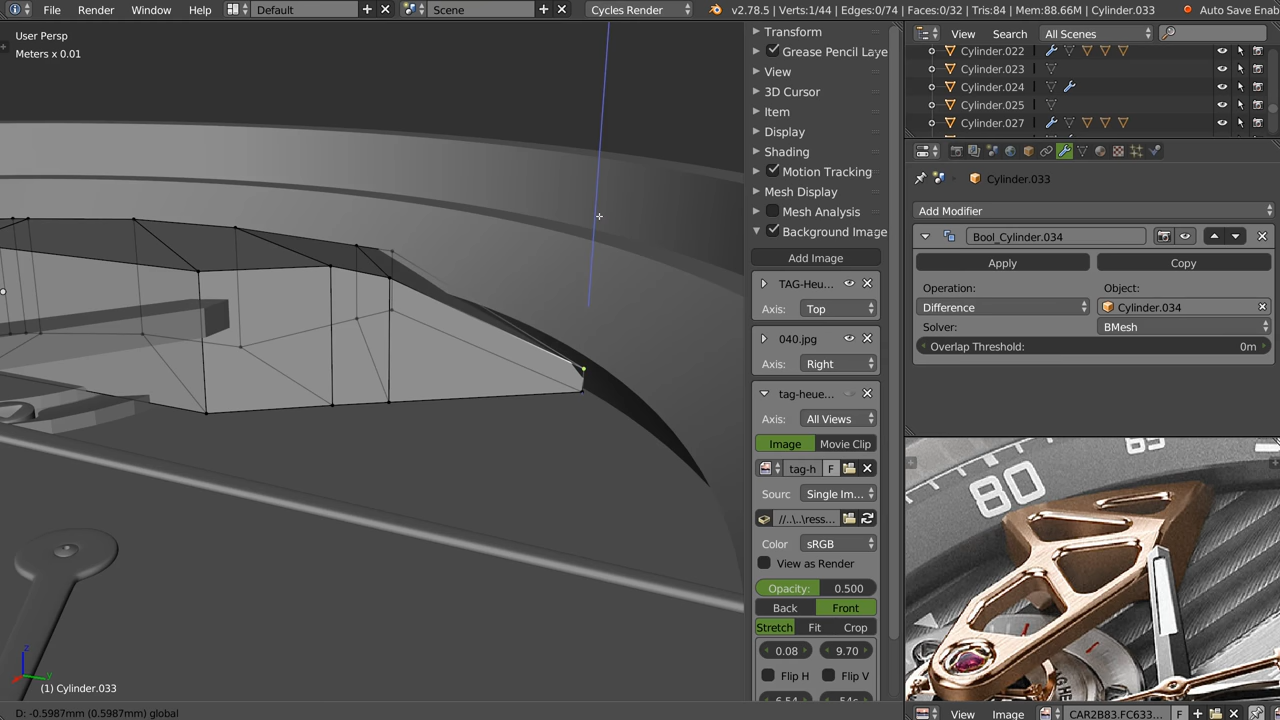 File Render Window Help Default Scene Cycles Render v2.78.5 | Verts:1/44 | Edges:0/74 | Faces:0/32 | Tris:84 | Mem:88.66M | Cylinder.033 Auto Save Enab
User Persp
Meters x 0.01
Transform
Grease Pencil Laye
View
3D Cursor
Item
Display
Shading
Motion Tracking
Mesh Display
Mesh Analysis
Background Image
Add Image
TAG-Heu...
Axis: Top
040.jpg
Axis: Right
tag-heue...
Axis: All Views
Image Movie Clip
tag-h F
Sourc Single Im...
//..\..\ress...
Color sRGB
View as Render
Opacity: 0.500
Back Front
Stretch Fit Crop
0.08 9.70
Flip H Flip V
View Search All Scenes
Cylinder.022
Cylinder.023
Cylinder.024
Cylinder.025
Cylinder.027
Cylinder.033
Add Modifier
Bool_Cylinder.034
Apply Copy
Operation: Object:
Difference Cylinder.034
Solver: BMesh
Overlap Threshold: 0m
80
85
View Image CAR2B83.FC633... F
(1) Cylinder.033
D: -0.5987mm (0.5987mm) global